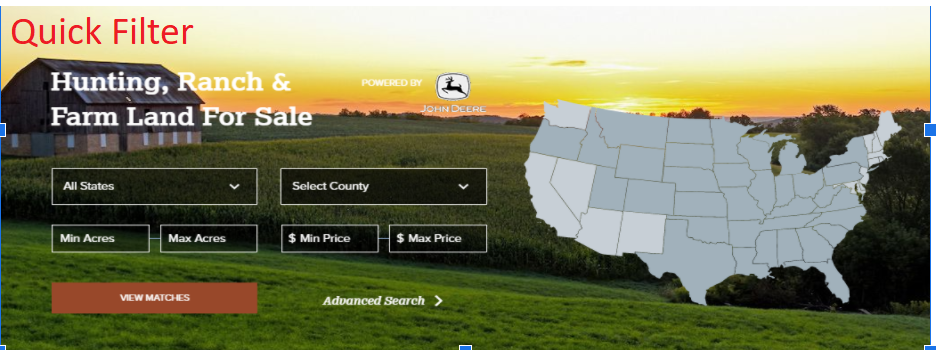 Quick Filter
Hunting, Ranch &
Farm Land For Sale
POWERED BY
JOHN DEERE
All States
Select County
Min Acres
Max Acres
$ Min Price
$ Max Price
VIEW MATCHES
Advanced Search